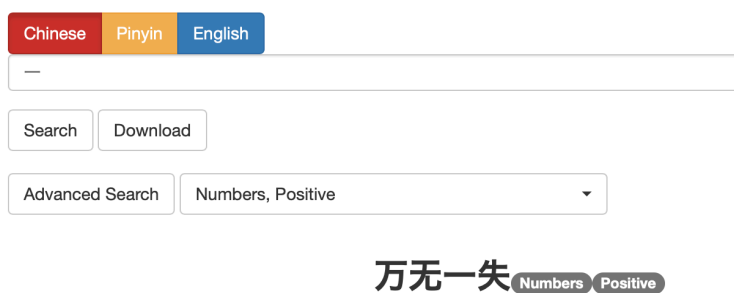 Chinese Pinyin English
一
Search Download
Advanced Search Numbers, Positive
万无一失 Numbers Positive